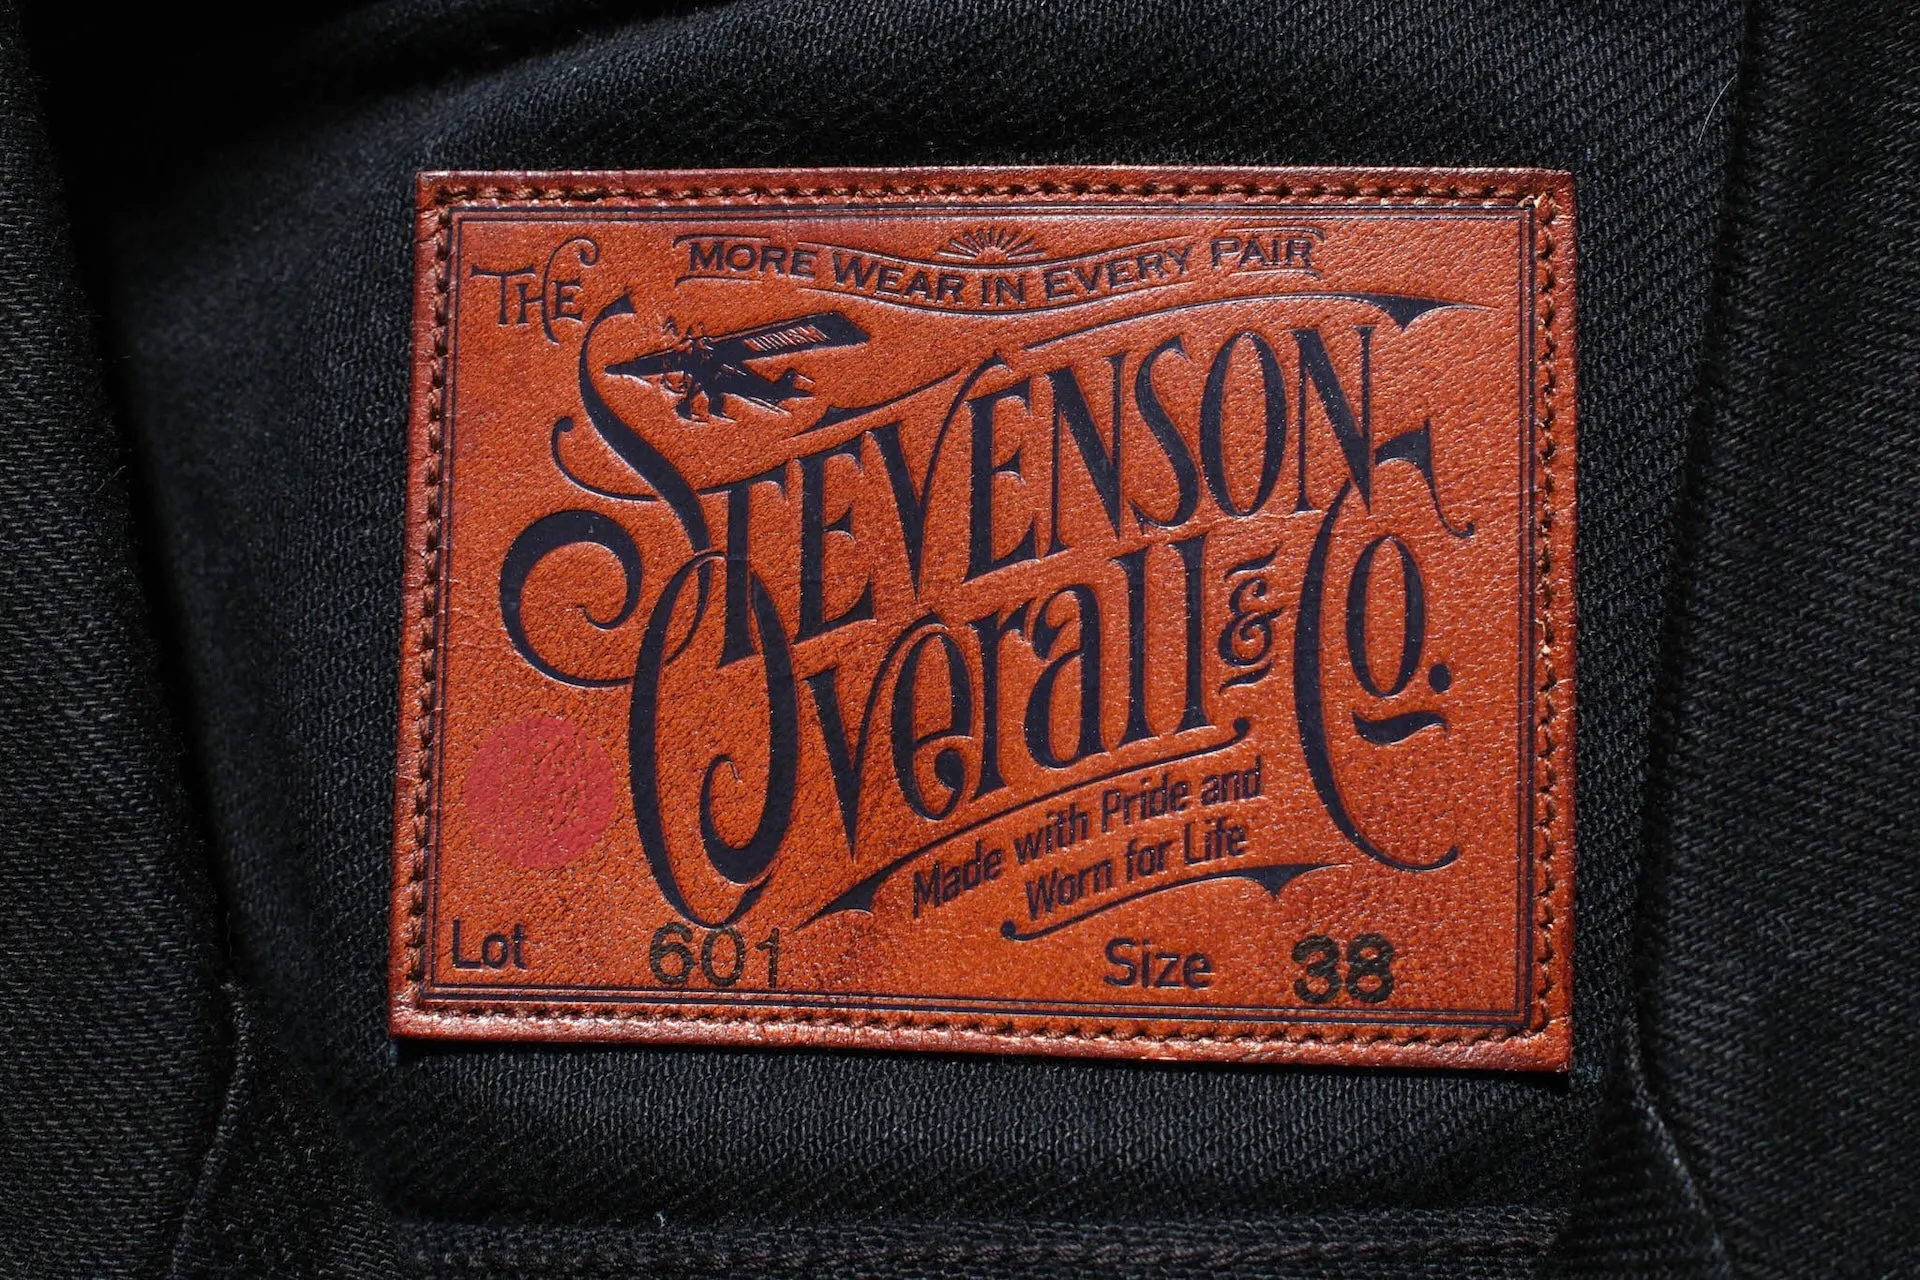 MORE WEAR IN EVERY PAIR
THE
STEVENSON
Overall & Co.
Made with Pride and
Worn for Life
Lot 601 Size 38